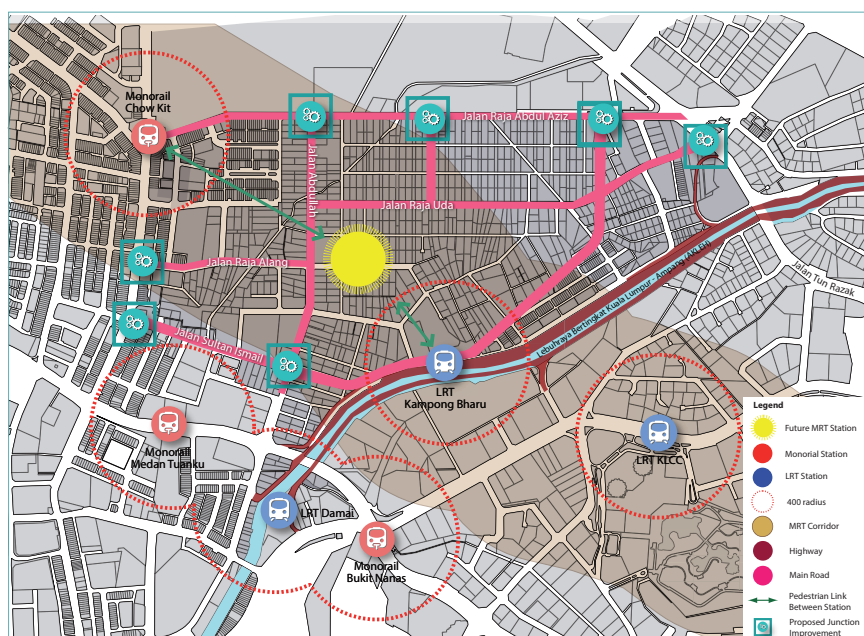 Monorail
Chow Kit
Jalan Raja Abdul Aziz
Jalan Abdullah
Jalan Raja Uda
Jalan Raja Alang
Jalan Sultan Ismail
Lebuhraya Bertingkat Kuala Lumpur - Ampang (AKLEH)
Jalan Tun Razak
LRT
Kampong Bharu
Monorail
Medan Tuanku
LRT KLCC
LRT Damai
Monorail
Bukit Nanas
Legend
Future MRT Station
Monorial Station
LRT Station
400 radius
MRT Corridor
Highway
Main Road
Pedestrian Link
Between Station
Proposed Junction
Improvement